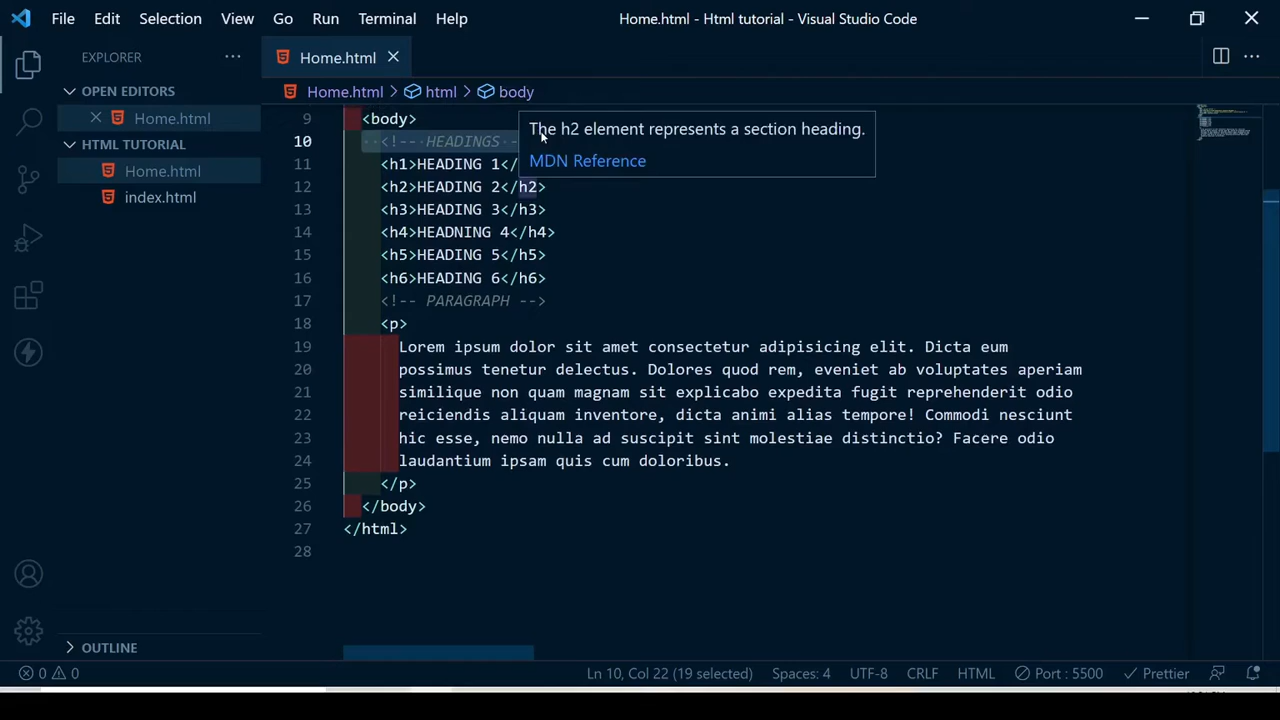 File Edit Selection View Go Run Terminal Help Home.html - Html tutorial - Visual Studio Code
EXPLORER
Home.html
OPEN EDITORS
Home.html > html > body
Home.html
HTML TUTORIAL
Home.html
index.html
9 <body>
10 <!-- HEADINGS -
The h2 element represents a section heading.
MDN Reference
11 <h1>HEADING 1</
12 <h2>HEADING 2</h2>
13 <h3>HEADING 3</h3>
14 <h4>HEADNING 4</h4>
15 <h5>HEADING 5</h5>
16 <h6>HEADING 6</h6>
17 <!-- PARAGRAPH -->
18 <p>
19 Lorem ipsum dolor sit amet consectetur adipisicing elit. Dicta eum
20 possimus tenetur delectus. Dolores quod rem, eveniet ab voluptates aperiam
21 similique non quam magnam sit explicabo expedita fugit reprehenderit odio
22 reiciendis aliquam inventore, dicta animi alias tempore! Commodi nesciunt
23 hic esse, nemo nulla ad suscipit sint molestiae distinctio? Facere odio
24 laudantium ipsam quis cum doloribus.
25 </p>
26 </body>
27 </html>
28
OUTLINE
0 0 Ln 10, Col 22 (19 selected) Spaces: 4 UTF-8 CRLF HTML Port : 5500 Prettier